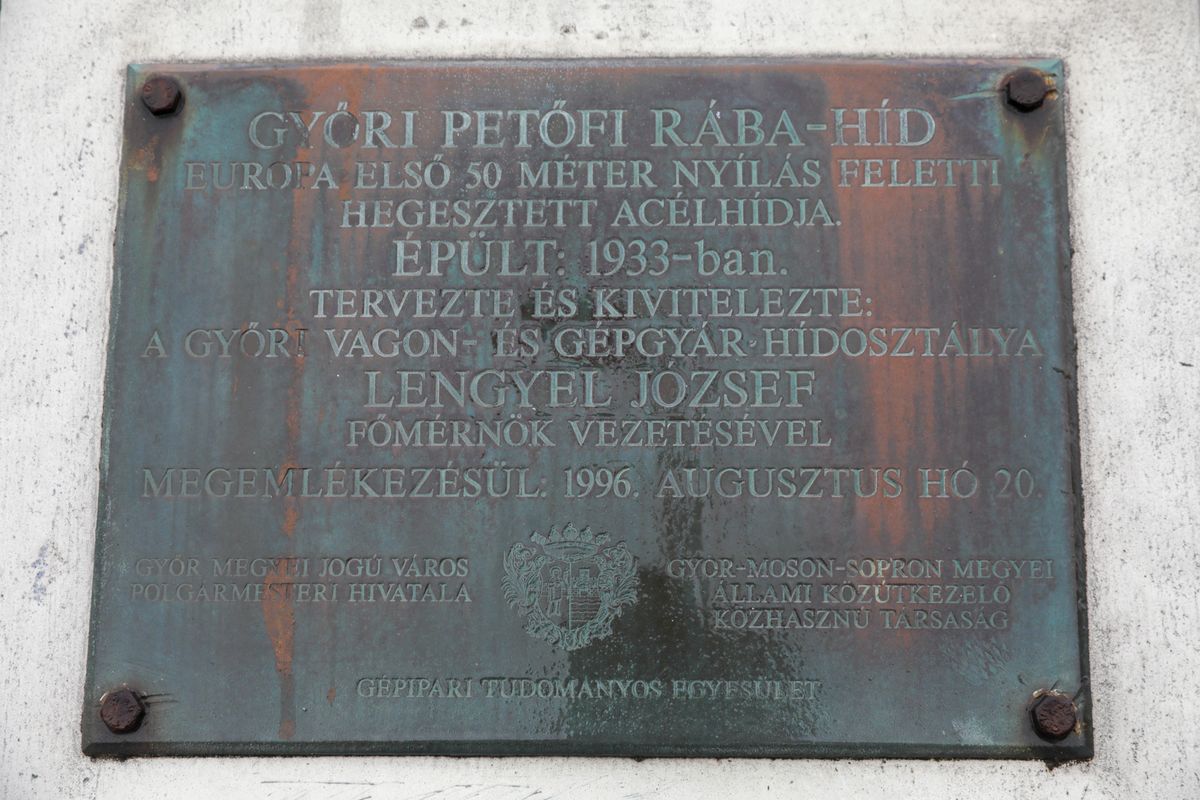 GYŐRI PETŐFI RÁBA-HÍD
EURÓPA ELSŐ 50 MÉTER NYÍLÁS FELETTI
HEGESZTETT ACÉLHÍDJA.
ÉPÜLT: 1933-ban.
TERVEZTE ÉS KIVITELEZTE:
A GYŐRI VAGON- ÉS GÉPGYÁR HÍDOSZTÁLYA
LENGYEL JÓZSEF
FŐMÉRNÖK VEZETÉSÉVEL
MEGEMLÉKEZÉSÜL: 1996. AUGUSZTUS HÓ 20.
GYŐR MEGYEI JOGÚ VÁROS
POLGÁRMESTERI HIVATALA
GYŐR-MOSON-SOPRON MEGYEI
ÁLLAMI KÖZÚTKEZELŐ
KÖZHASZNÚ TÁRSASÁG
GÉPIPARI TUDOMÁNYOS EGYESÜLET